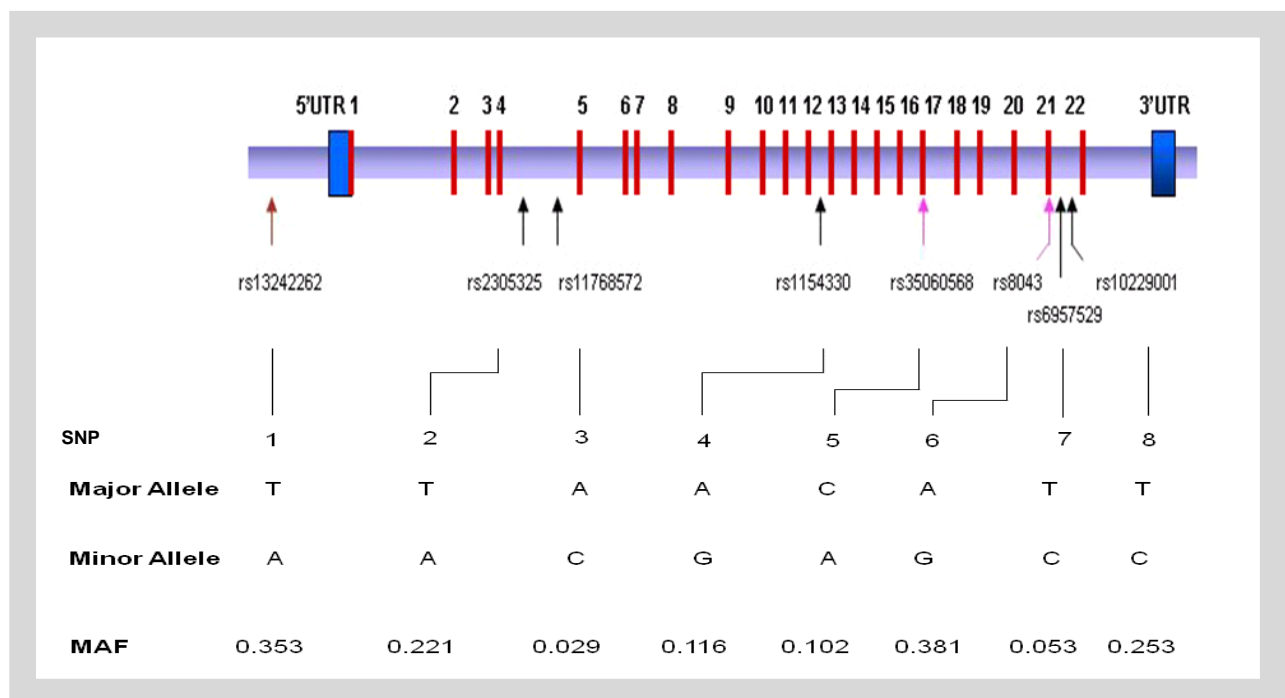 5'UTR 1 2 3 4 5 6 7 8 9 10 11 12 13 14 15 16 17 18 19 20 21 22 3'UTR
rs13242262 rs2305325 rs11768572 rs1154330 rs35060568 rs8043 rs10229001
rs6957529
SNP 1 2 3 4 5 6 7 8
Major Allele T T A A C A T T
Minor Allele A A C G A G C C
MAF 0.353 0.221 0.029 0.116 0.102 0.381 0.053 0.253